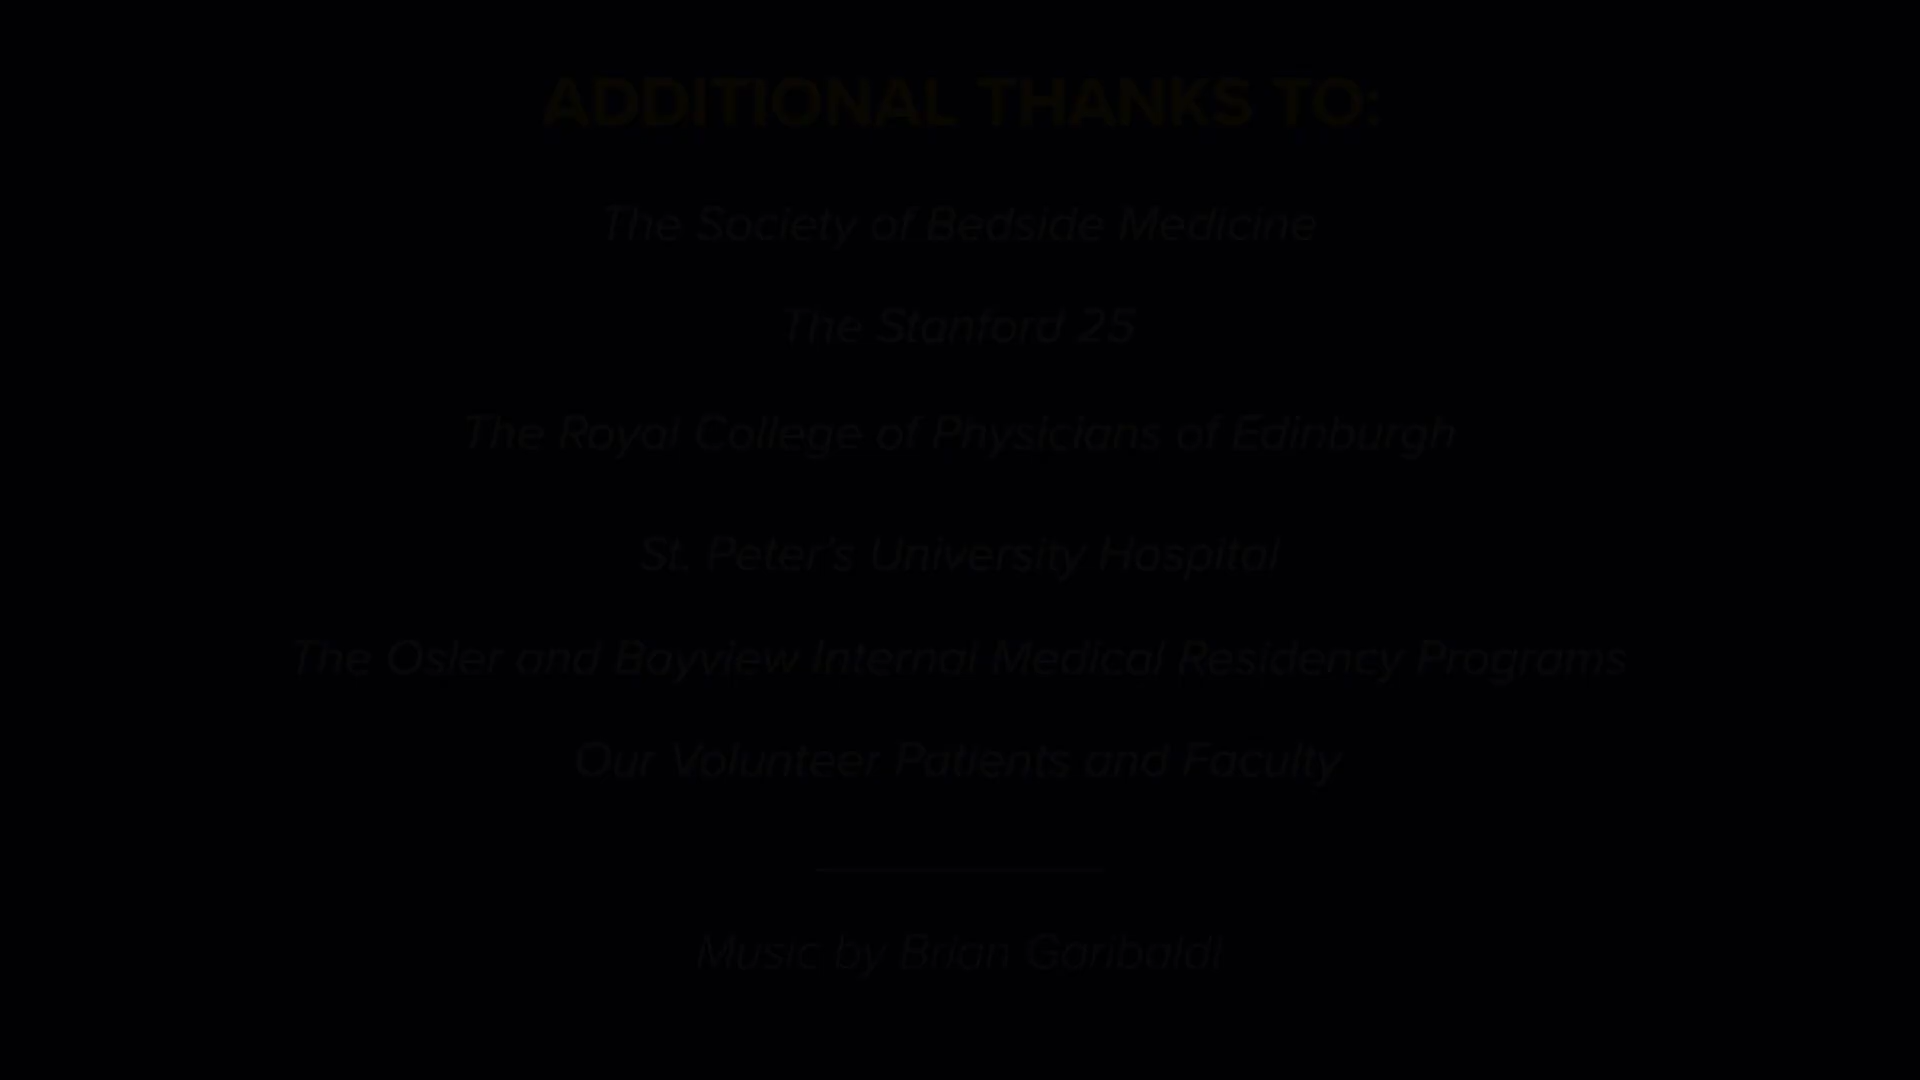 ADDITIONAL THANKS TO:
The Society of Bedside Medicine
The Stanford 25
The Royal College of Physicians of Edinburgh
St. Peter's University Hospital
The Osler and Bayview Internal Medical Residency Programs
Our Volunteer Patients and Faculty
Music by Brian Garibaldi